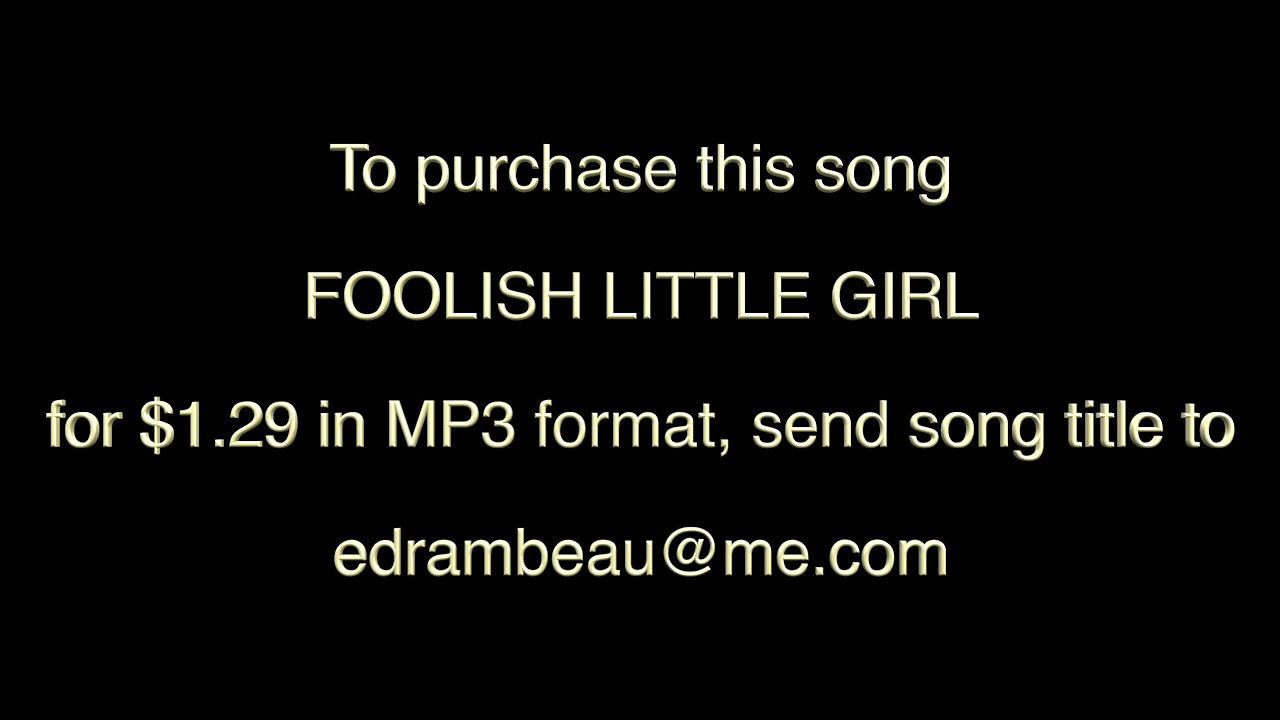 To purchase this song
FOOLISH LITTLE GIRL
for $1.29 in MP3 format, send song title to
edrambeau@me.com